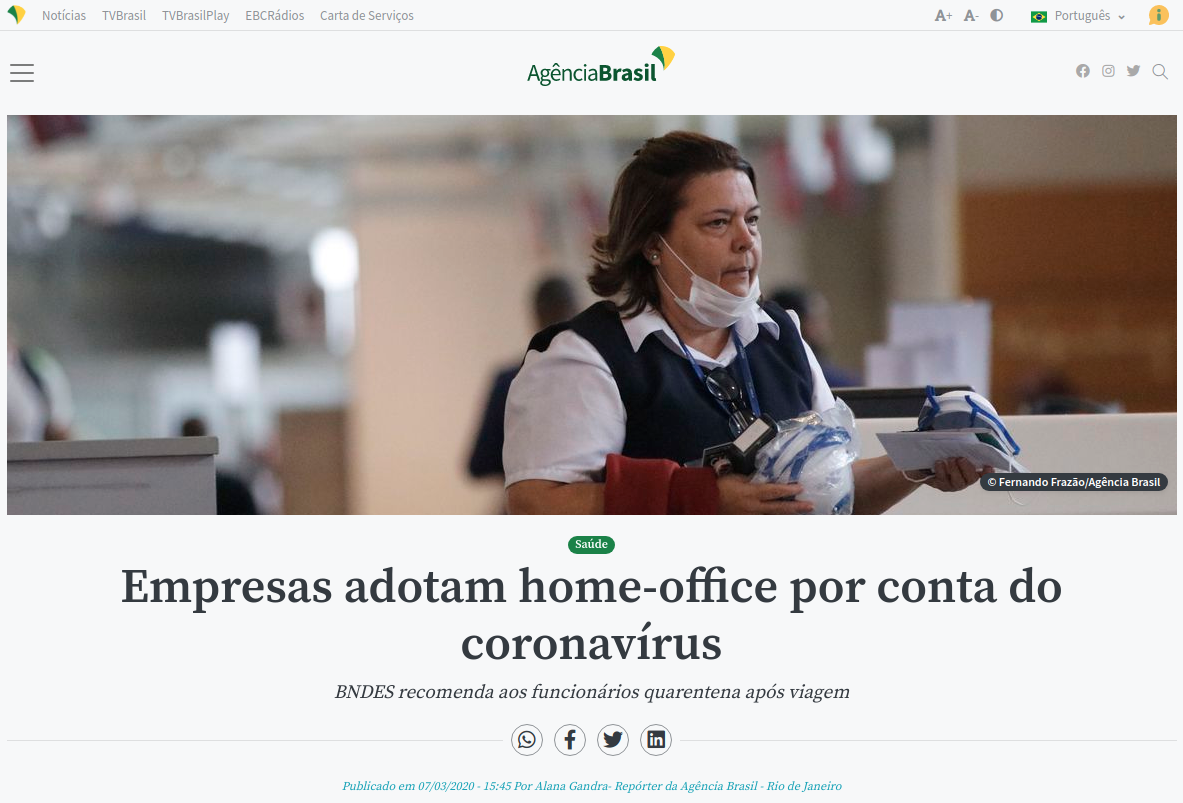 Notícias TVBrasil TVBrasilPlay EBCRádios Carta de Serviços A+ A- Português
AgênciaBrasil
© Fernando Frazão/Agência Brasil
Saúde
Empresas adotam home-office por conta do
coronavírus
BNDES recomenda aos funcionários quarentena após viagem
Publicado em 07/03/2020 - 15:45 Por Alana Gandra- Repórter da Agência Brasil - Rio de Janeiro